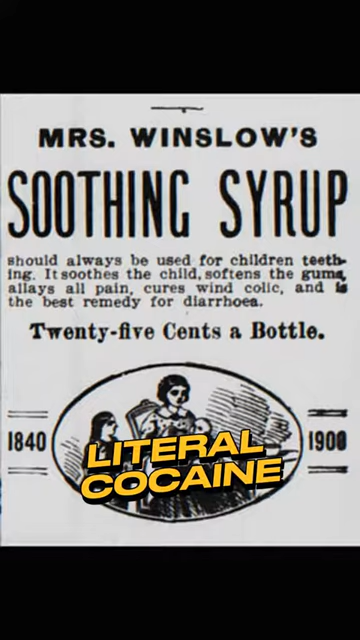 MRS. WINSLOW'S
SOOTHING SYRUP
should always be used for children teeth-
ing. It soothes the child, softens the gums,
allays all pain, cures wind colic, and is
the best remedy for diarrhoea.
Twenty-five Cents a Bottle.
1840
1900
LITERAL
COCAINE